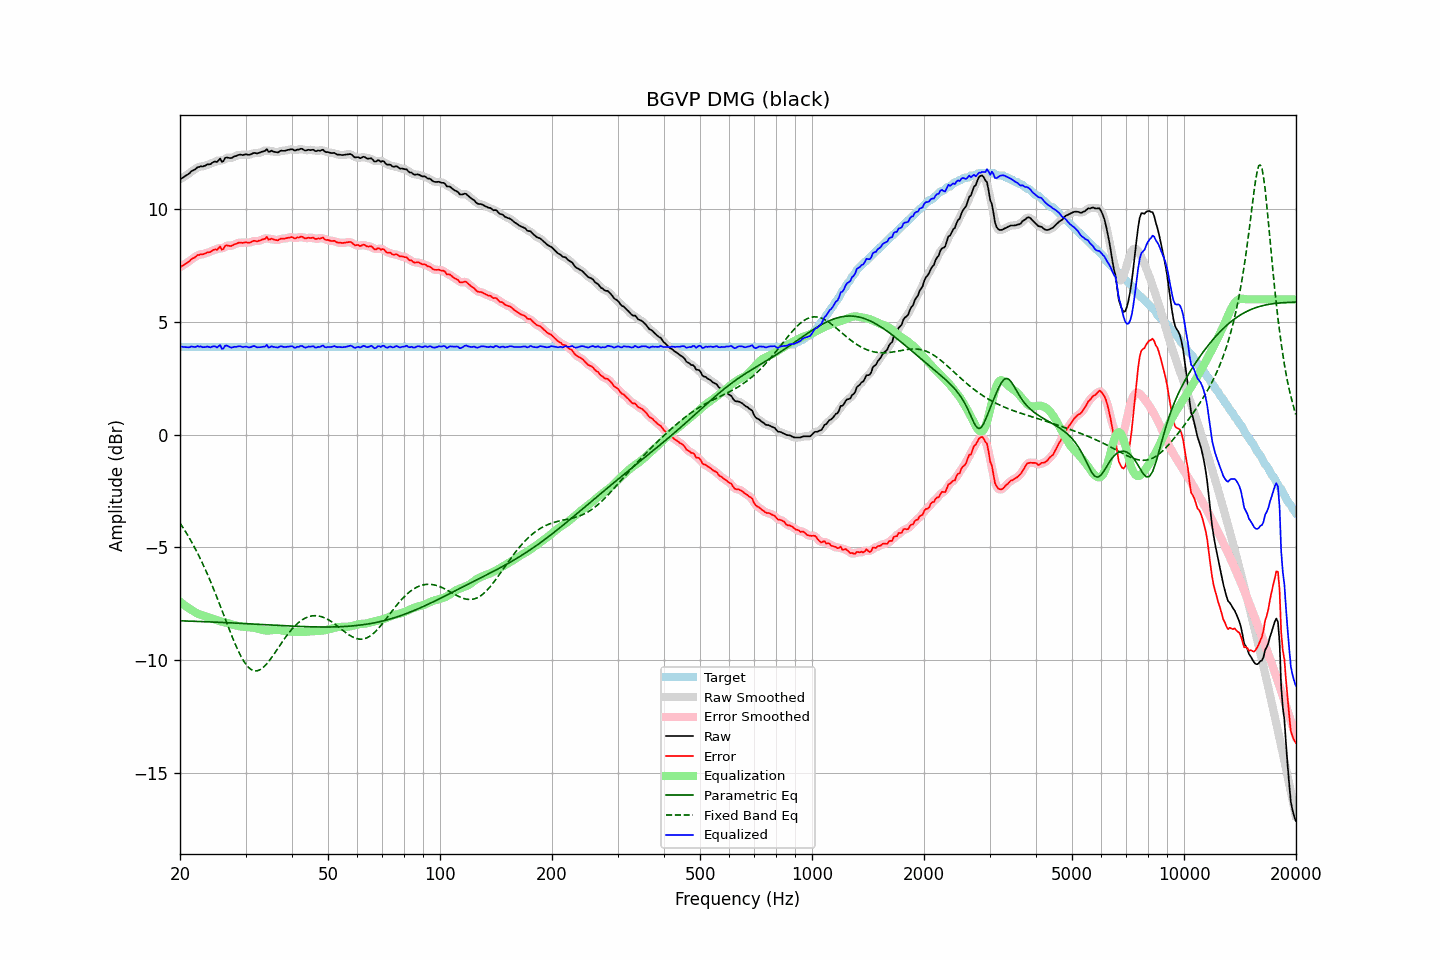 BGVP DMG (black)
Amplitude (dBr)
10
5
0
−5
−10
−15
Target
Raw Smoothed
Error Smoothed
Raw
Error
Equalization
Parametric Eq
Fixed Band Eq
Equalized
20 50 100 200 500 1000 2000 5000 10000 20000
Frequency (Hz)